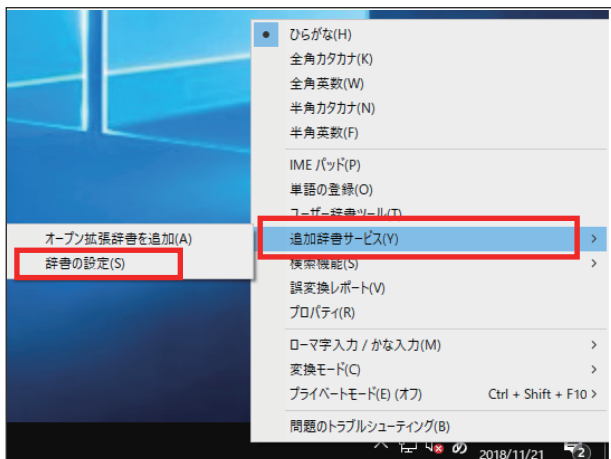 ひらがな(H)
全角カタカナ(K)
全角英数(W)
半角カタカナ(N)
半角英数(F)
IME パッド(P)
単語の登録(O)
ユーザー辞書ツール(T)
追加辞書サービス(Y)
オープン拡張辞書を追加(A)
辞書の設定(S)
検索機能(S)
誤変換レポート(V)
プロパティ(R)
ローマ字入力 / かな入力(M)
変換モード(C)
プライベートモード(E) (オフ) Ctrl + Shift + F10
問題のトラブルシューティング(B)
め
2018/11/21
2